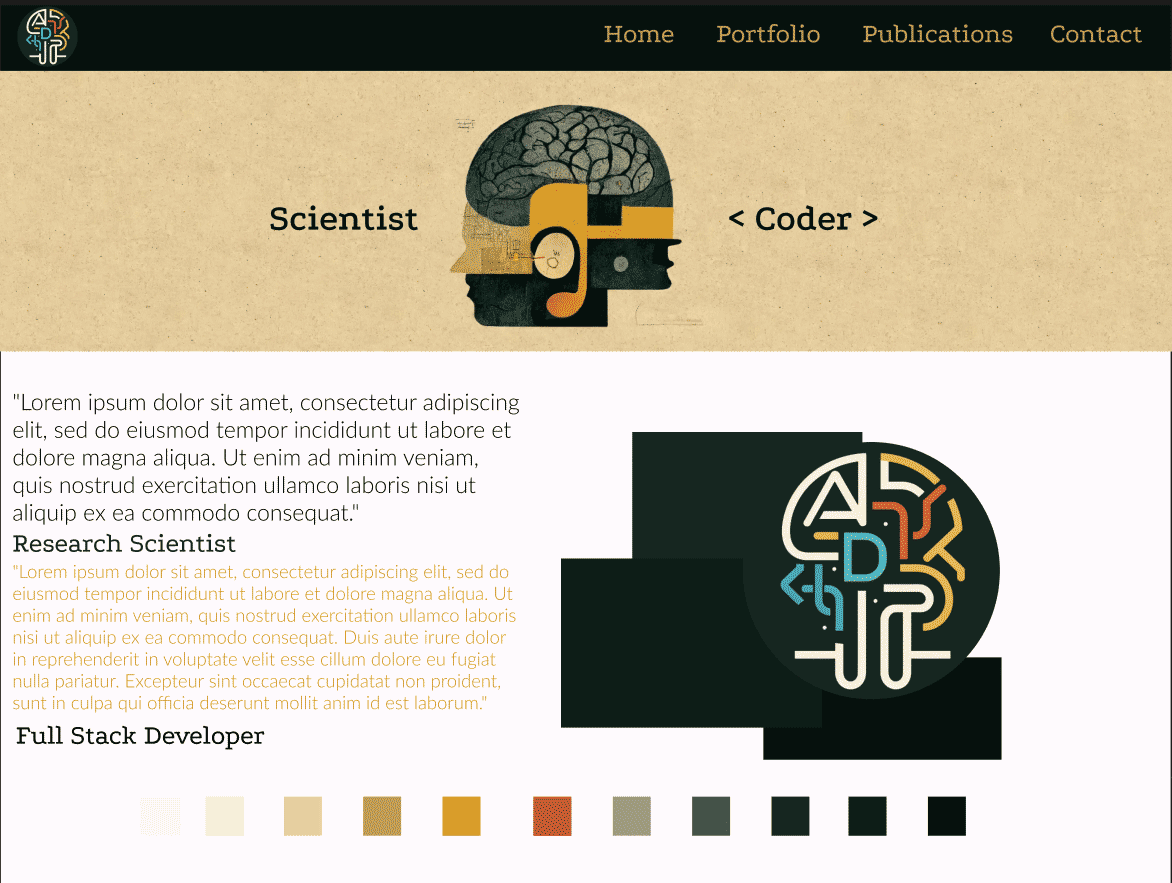 Home Portfolio Publications Contact
Scientist < Coder >
"Lorem ipsum dolor sit amet, consectetur adipiscing
elit, sed do eiusmod tempor incididunt ut labore et
dolore magna aliqua. Ut enim ad minim veniam,
quis nostrud exercitation ullamco laboris nisi ut
aliquip ex ea commodo consequat."
Research Scientist
"Lorem ipsum dolor sit amet, consectetur adipiscing elit, sed do
eiusmod tempor incididunt ut labore et dolore magna aliqua. Ut
enim ad minim veniam, quis nostrud exercitation ullamco laboris
nisi ut aliquip ex ea commodo consequat. Duis aute irure dolor
in reprehenderit in voluptate velit esse cillum dolore eu fugiat
nulla pariatur. Excepteur sint occaecat cupidatat non proident,
sunt in culpa qui officia deserunt mollit anim id est laborum."
Full Stack Developer